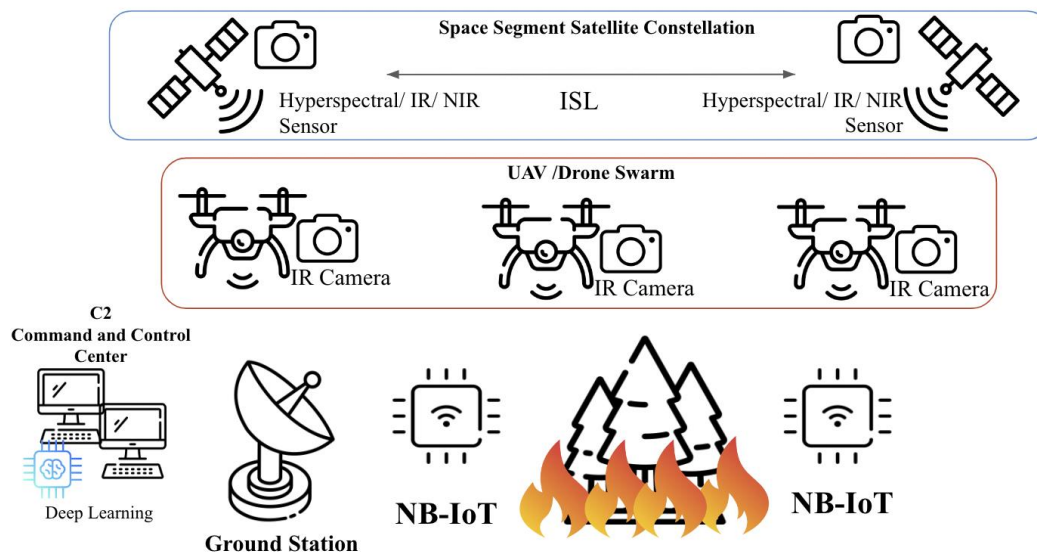 Space Segment Satellite Constellation
Hyperspectral/ IR/ NIR
Sensor
ISL
Hyperspectral/ IR/ NIR
Sensor
UAV /Drone Swarm
IR Camera
IR Camera
IR Camera
C2
Command and Control
Center
Deep Learning
Ground Station
NB-IoT
NB-IoT